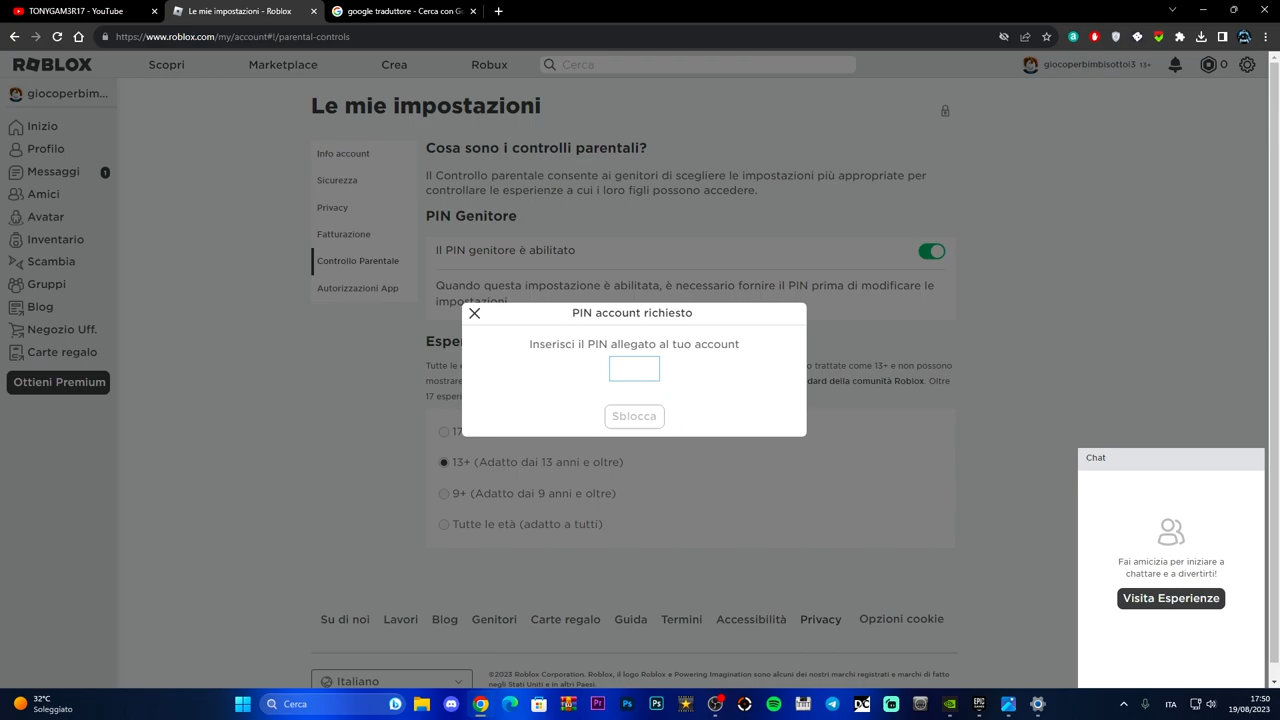 TONYGAM3R17 - YouTube
Le mie impostazioni - Roblox
google traduttore - Cerca con G
https://www.roblox.com/my/account#!/parental-controls
ROBLOX
Scopri
Marketplace
Crea
Robux
Cerca
giocoperbimbisottoi3 13+
0
giocoperbim...
Inizio
Profilo
Messaggi
1
Amici
Avatar
Inventario
Scambia
Gruppi
Blog
Negozio Uff.
Carte regalo
Ottieni Premium
Le mie impostazioni
Info account
Sicurezza
Privacy
Fatturazione
Controllo Parentale
Autorizzazioni App
Cosa sono i controlli parentali?
Il Controllo parentale consente ai genitori di scegliere le impostazioni più appropriate per
controllare le esperienze a cui i loro figli possono accedere.
PIN Genitore
Il PIN genitore è abilitato
Quando questa impostazione è abilitata, è necessario fornire il PIN prima di modificare le
impostazioni.
PIN account richiesto
Inserisci il PIN allegato al tuo account
Sblocca
Espe
Tutte le e
o trattate come 13+ e non possono
mostrare
dard della comunità Roblox. Oltre
17 esperi
17
13+ (Adatto dai 13 anni e oltre)
9+ (Adatto dai 9 anni e oltre)
Tutte le età (adatto a tutti)
Chat
Fai amicizia per iniziare a
chattare e a divertirti!
Visita Esperienze
Su di noi
Lavori
Blog
Genitori
Carte regalo
Guida
Termini
Accessibilità
Privacy
Opzioni cookie
Italiano
©2023 Roblox Corporation. Roblox, il logo Roblox e Powering Imagination sono alcuni dei nostri marchi registrati e marchi di fatto
negli Stati Uniti e in altri Paesi.
32°C
Soleggiato
Cerca
ITA
17:50
19/08/2023